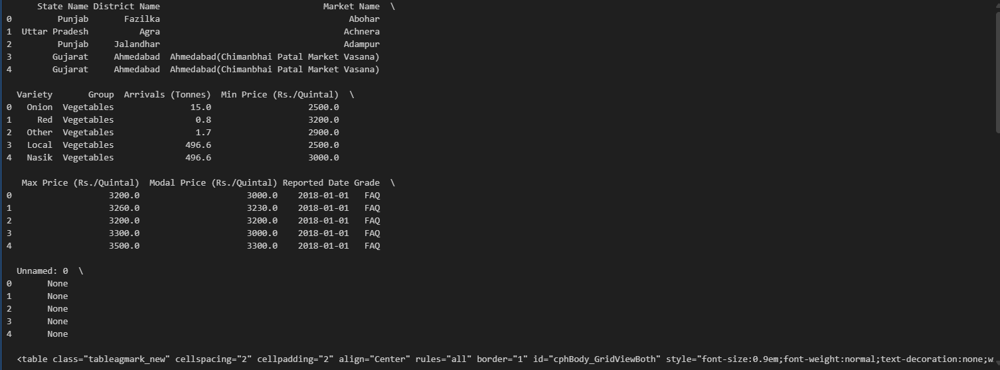 State Name District Name Market Name \
0 Punjab Fazilka Abohar
1 Uttar Pradesh Agra Achnera
2 Punjab Jalandhar Adampur
3 Gujarat Ahmedabad Ahmedabad(Chimanbhai Patal Market Vasana)
4 Gujarat Ahmedabad Ahmedabad(Chimanbhai Patal Market Vasana)
Variety Group Arrivals (Tonnes) Min Price (Rs./Quintal) \
0 Onion Vegetables 15.0 2500.0
1 Red Vegetables 0.8 3200.0
2 Other Vegetables 1.7 2900.0
3 Local Vegetables 496.6 2500.0
4 Nasik Vegetables 496.6 3000.0
Max Price (Rs./Quintal) Modal Price (Rs./Quintal) Reported Date Grade \
0 3200.0 3000.0 2018-01-01 FAQ
1 3260.0 3230.0 2018-01-01 FAQ
2 3200.0 3200.0 2018-01-01 FAQ
3 3300.0 3000.0 2018-01-01 FAQ
4 3500.0 3300.0 2018-01-01 FAQ
Unnamed: 0 \
0 None
1 None
2 None
3 None
4 None
<table class="tableagmark_new" cellspacing="2" cellpadding="2" align="Center" rules="all" border="1" id="cphBody_GridViewBoth" style="font-size:0.9em;font-weight:normal;text-decoration:none;w